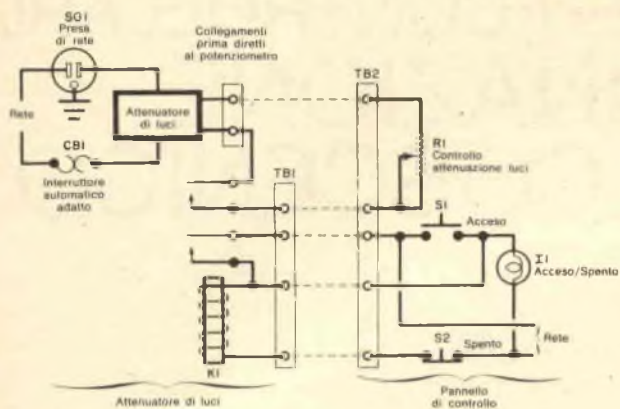 SO1
Presa
di rete
Rete
CB1
Interruttore
automatico
adatto
Attenuatore
di luci
Collegamenti
prima diretti
al potenziometro
TB1
K1
TB2
R1
Controllo
attenuazione luci
S1
Acceso
I1
Acceso/Spento
S2
Spento
Rete
Attenuatore di luci
Pannello
di controllo